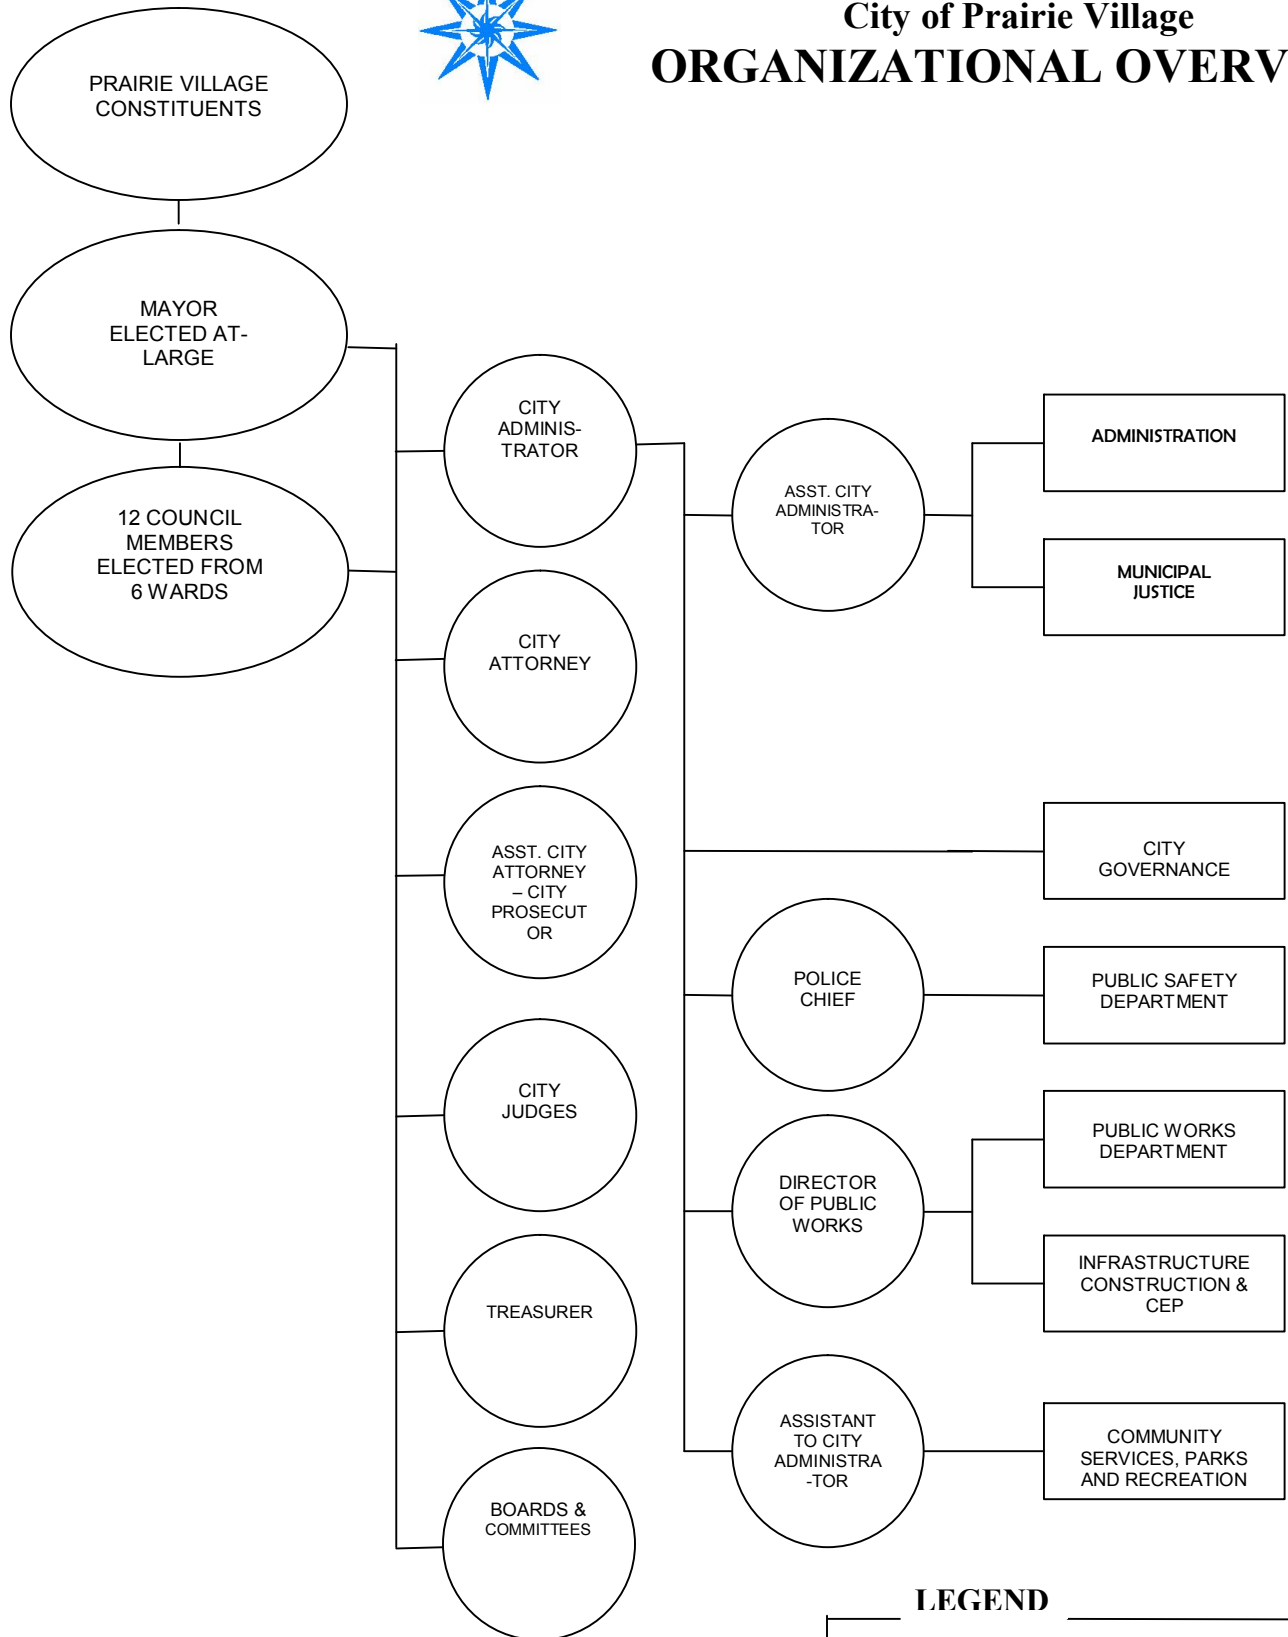 City of Prairie Village
ORGANIZATIONAL OVERV
PRAIRIE VILLAGE
CONSTITUENTS
MAYOR
ELECTED AT-
LARGE
12 COUNCIL
MEMBERS
ELECTED FROM
6 WARDS
CITY
ADMINIS-
TRATOR
CITY
ATTORNEY
ASST. CITY
ATTORNEY
– CITY
PROSECUT
OR
CITY
JUDGES
TREASURER
BOARDS &
COMMITTEES
ASST. CITY
ADMINISTRA-
TOR
POLICE
CHIEF
DIRECTOR
OF PUBLIC
WORKS
ASSISTANT
TO CITY
ADMINISTRA
-TOR
ADMINISTRATION
MUNICIPAL
JUSTICE
CITY
GOVERNANCE
PUBLIC SAFETY
DEPARTMENT
PUBLIC WORKS
DEPARTMENT
INFRASTRUCTURE
CONSTRUCTION &
CEP
COMMUNITY
SERVICES, PARKS
AND RECREATION
LEGEND